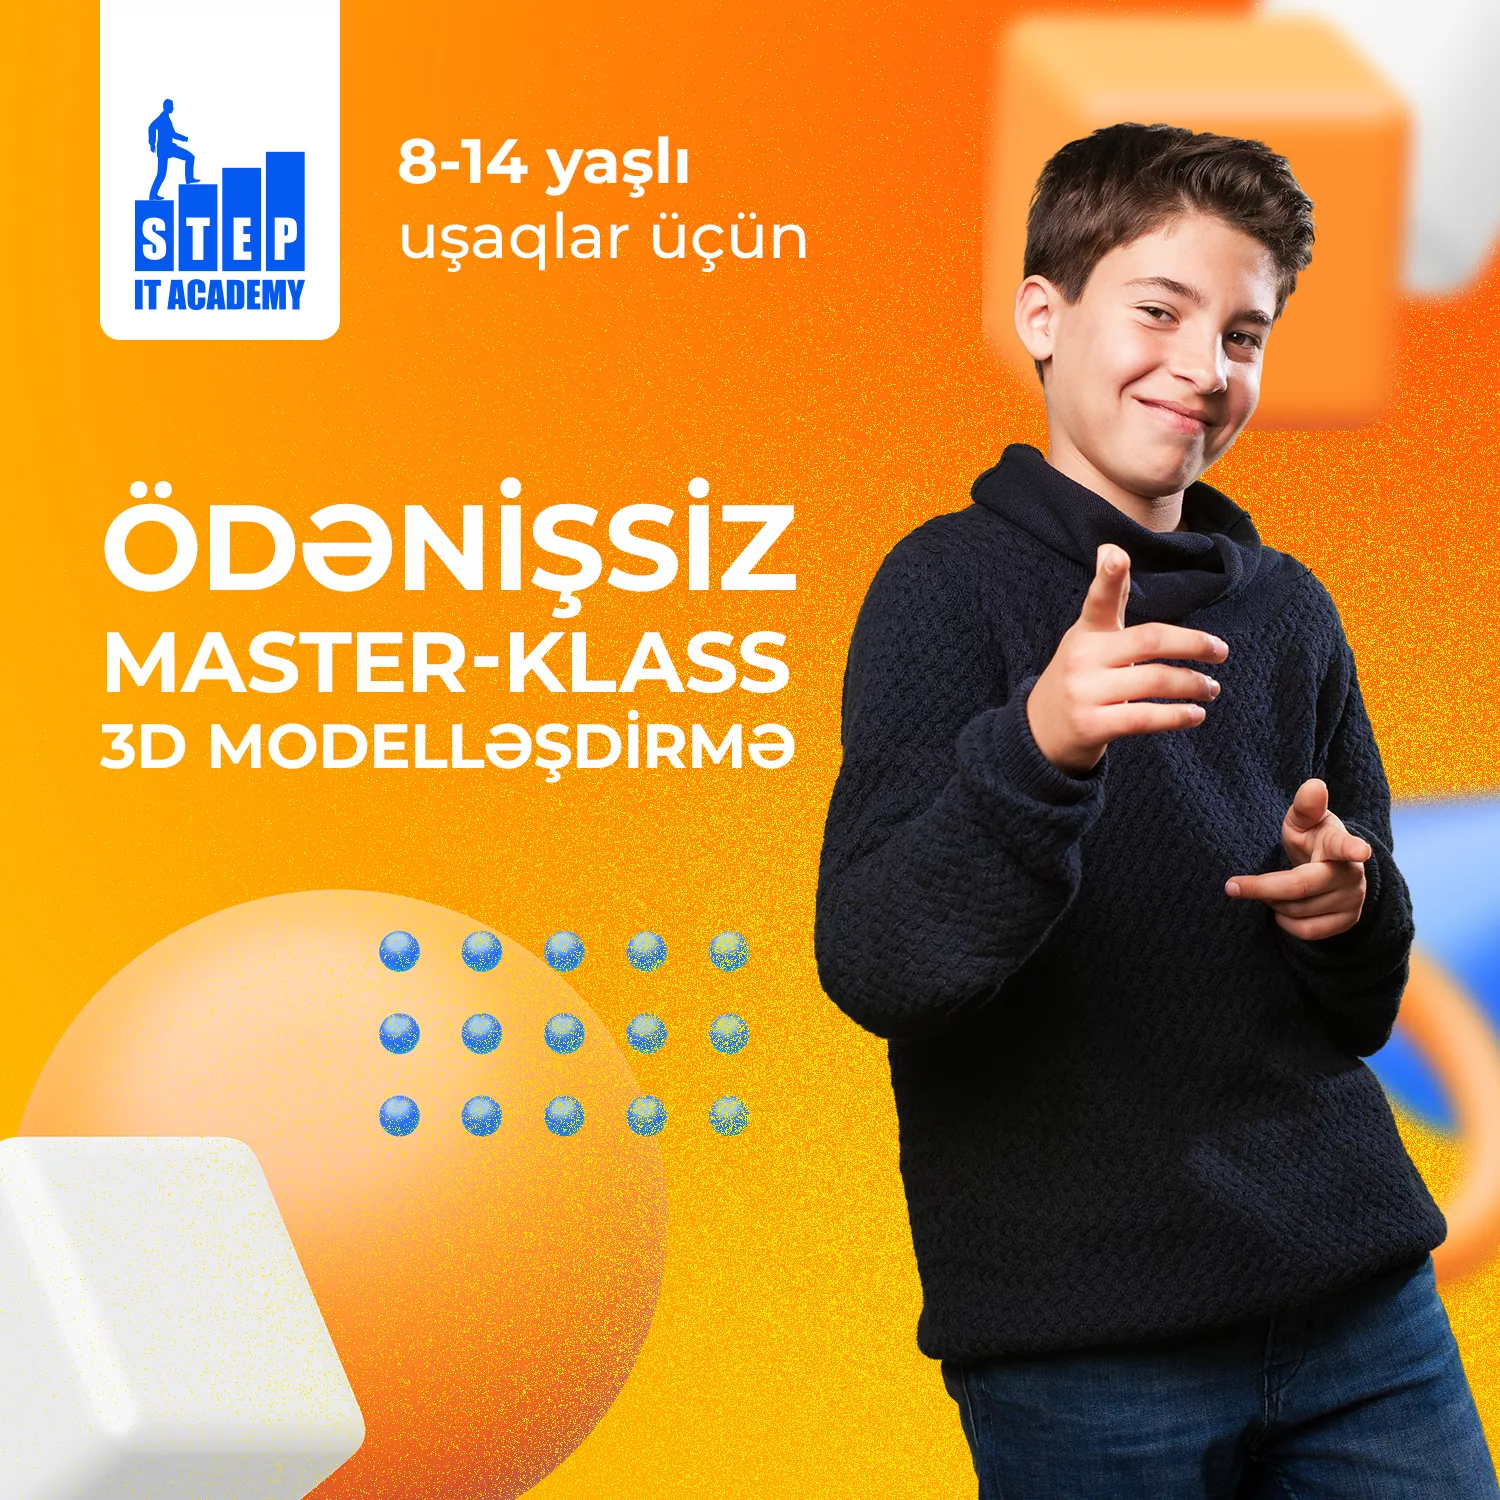 STEP
IT ACADEMY
8-14 yaşlı
uşaqlar üçün
ÖDƏNİŞSİZ
MASTER-KLASS
3D MODELLƏŞDİRMƏ